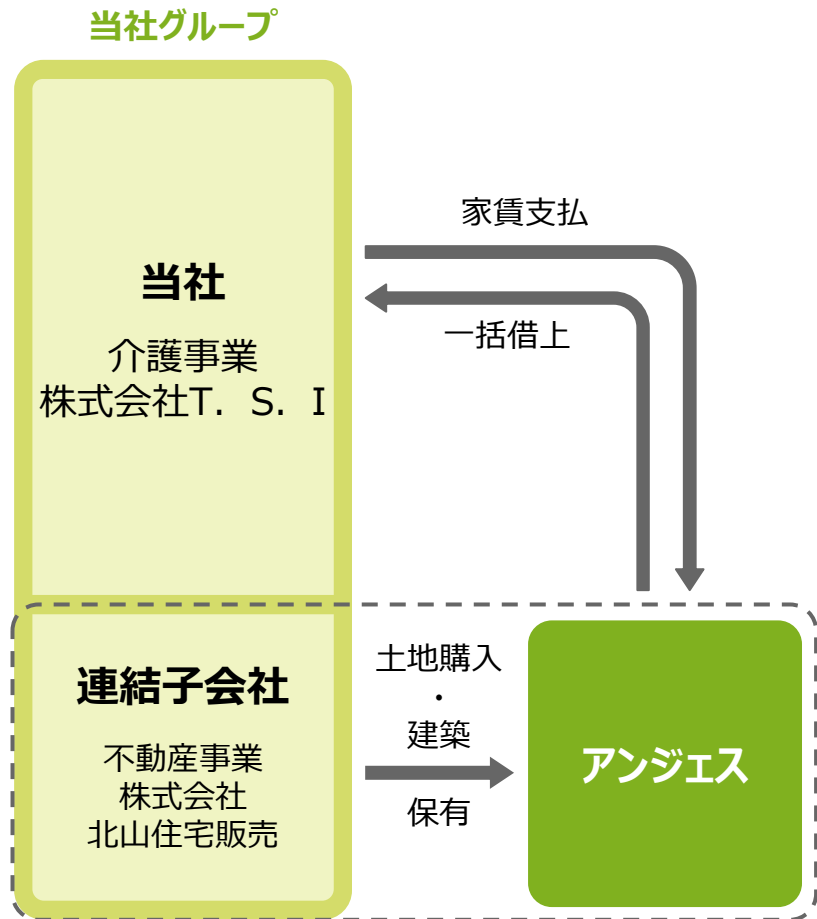 当社グループ
当社
介護事業
株式会社T．S．I
家賃支払
一括借上
連結子会社
不動産事業
株式会社
北山住宅販売
土地購入
・
建築
保有
アンジェス